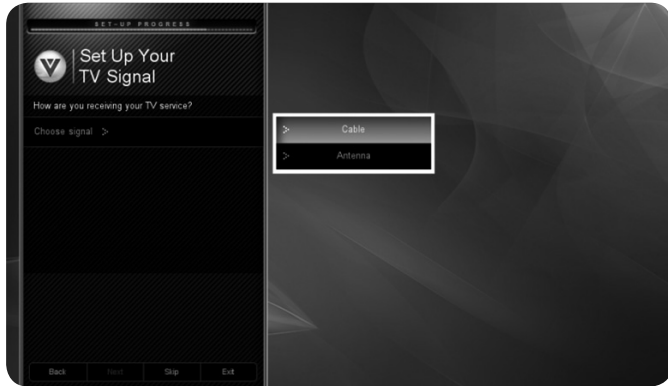 SET-UP PROGRESS
V
Set Up Your
TV Signal
How are you receiving your TV service?
Choose signal >
> Cable
> Antenna
Back Next Skip Exit